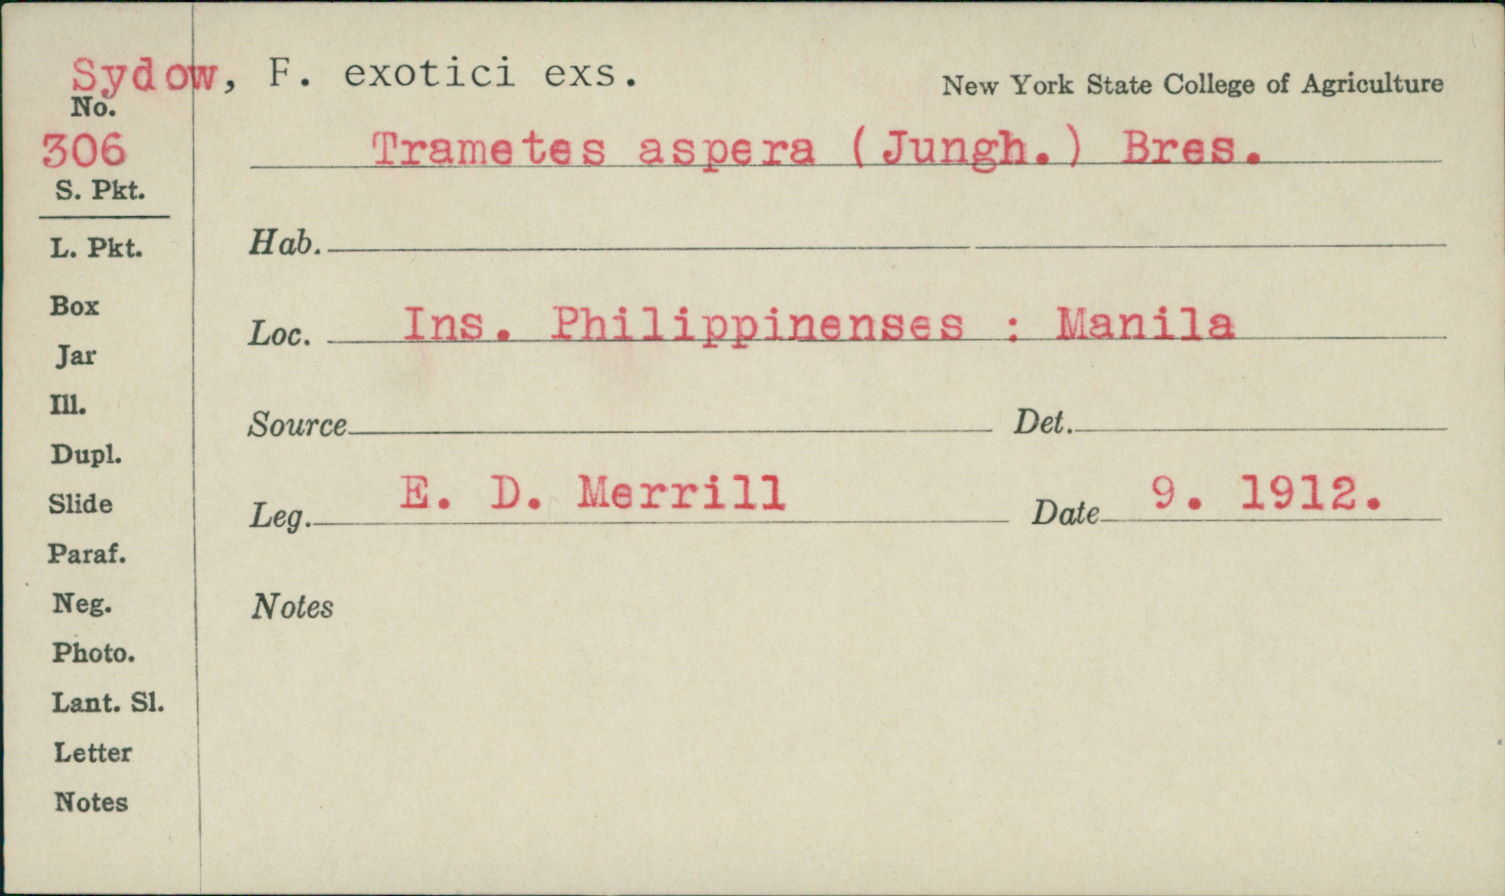 Sydow, F. exotici exs.
New York State College of Agriculture
No.
306
Trametes aspera (Jungh.) Bres.
S. Pkt.
L. Pkt.
Hab.
Box
Loc. Ins. Philippinenses : Manila
Jar
Ill.
Source Det.
Dupl.
Slide
Leg. E. D. Merrill Date 9. 1912.
Paraf.
Neg.
Notes
Photo.
Lant. Sl.
Letter
Notes